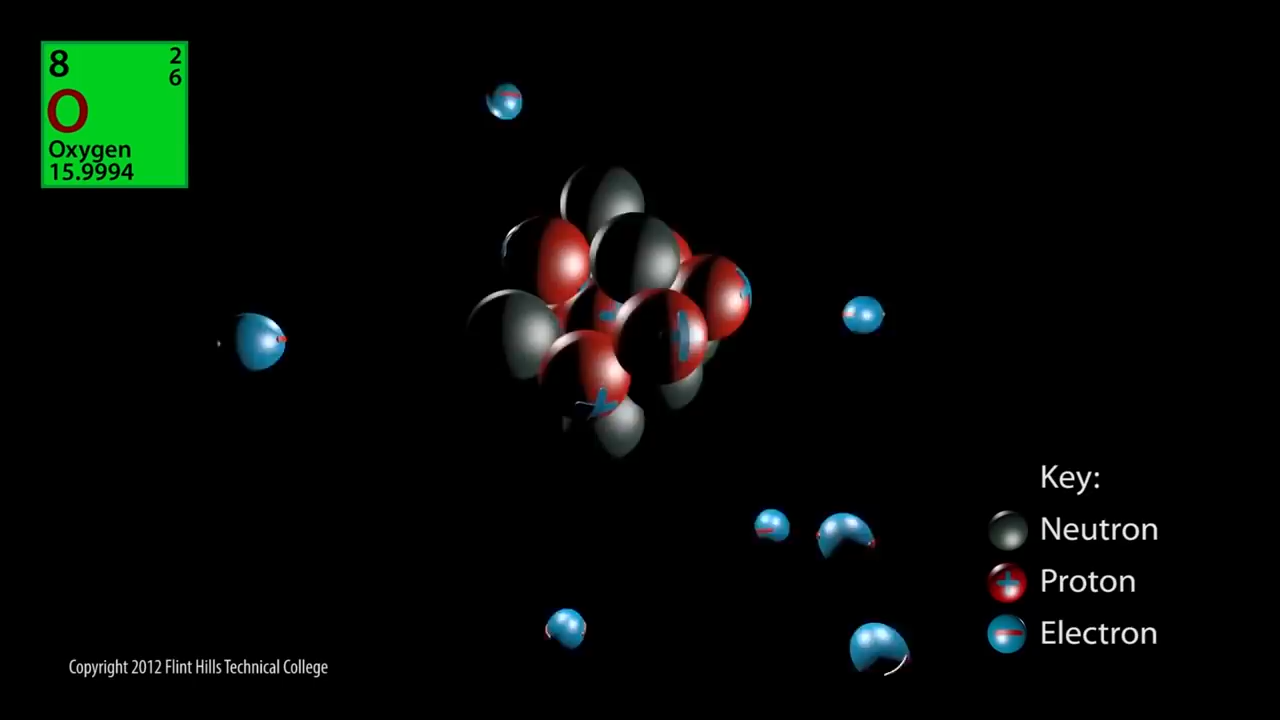 8
2
6
O
Oxygen
15.9994
Key:
Neutron
Proton
Electron
Copyright 2012 Flint Hills Technical College